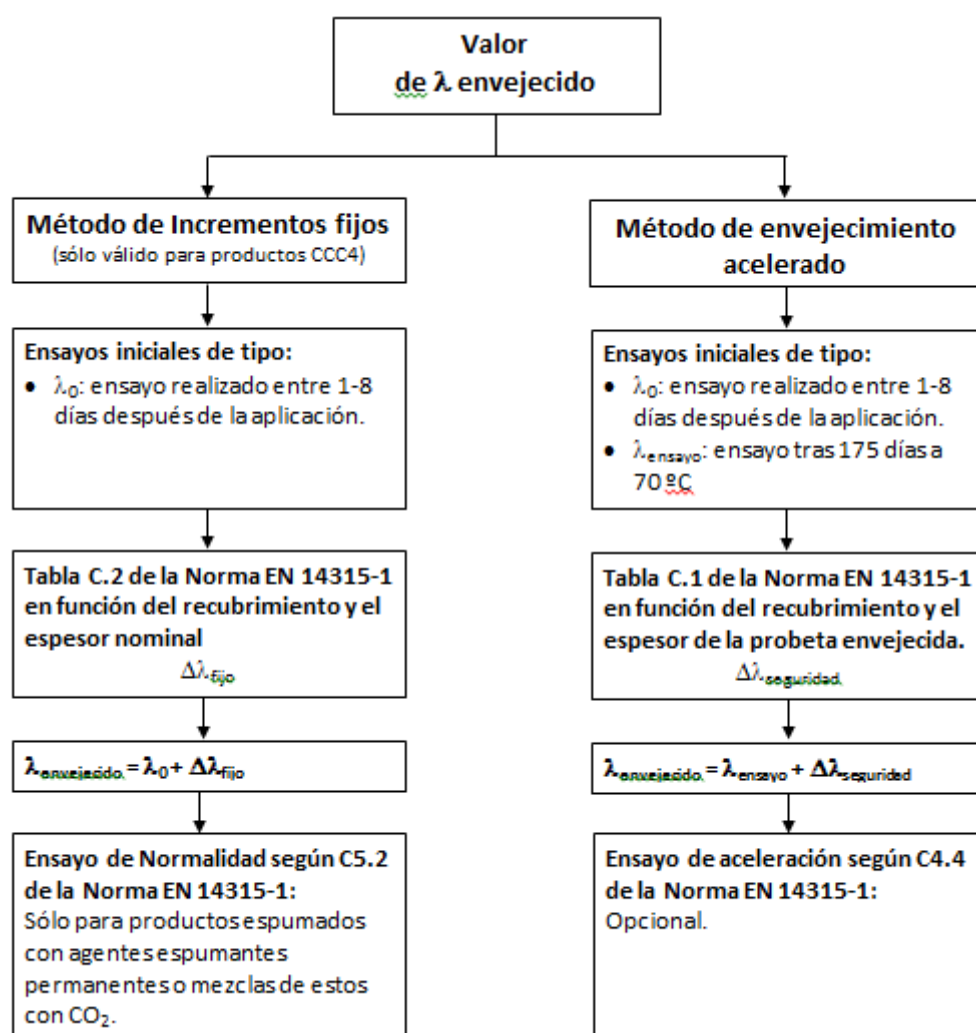 Valor
de λ envejecido
Método de Incrementos fijos
(sólo válido para productos CCC4)
Ensayos iniciales de tipo:
• λ0: ensayo realizado entre 1-8
días después de la aplicación.
Tabla C.2 de la Norma EN 14315-1
en función del recubrimiento y el
espesor nominal
Δλfijo
λenvejecido = λ0 + Δλfijo
Ensayo de Normalidad según C5.2
de la Norma EN 14315-1:
Sólo para productos espumados
con agentes espumantes
permanentes o mezclas de estos
con CO2.
Método de envejecimiento
acelerado
Ensayos iniciales de tipo:
• λ0: ensayo realizado entre 1-8
días después de la aplicación.
• λensayo: ensayo tras 175 días a
70 ºC
Tabla C.1 de la Norma EN 14315-1
en función del recubrimiento y el
espesor de la probeta envejecida.
Δλseguridad
λenvejecido = λensayo + Δλseguridad
Ensayo de aceleración según C4.4
de la Norma EN 14315-1:
Opcional.